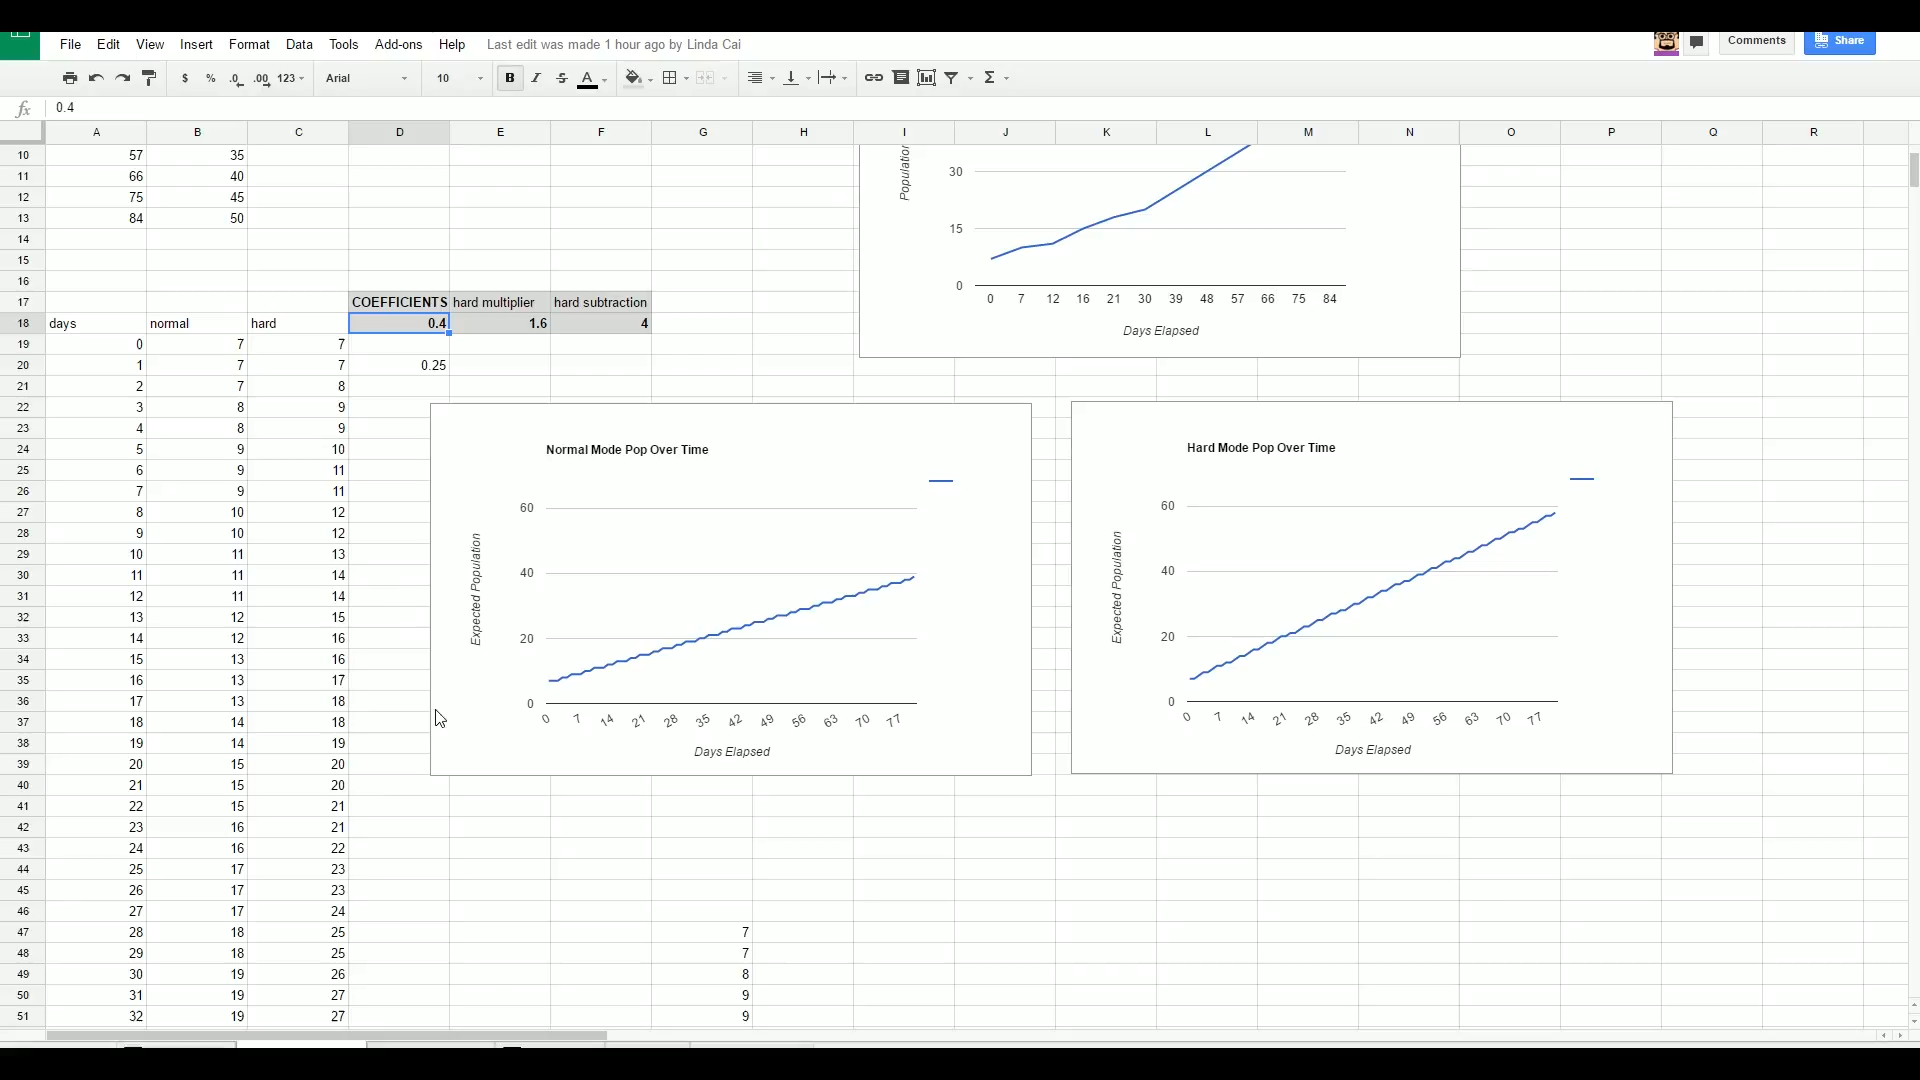 File Edit View Insert Format Data Tools Add-ons Help Last edit was made 1 hour ago by Linda Cai Comments Share
$ % .0 .00 123 Arial 10 B I S A Σ
fx 0.4
A B C D E F G H I J K L M N O P Q R
10 57 35
11 66 40
12 75 45
13 84 50
14
15
16
17 COEFFICIENTS hard multiplier hard subtraction
18 days normal hard 0.4 1.6 4
19 0 7 7
20 1 7 7 0.25
21 2 7 8
22 3 8 9
23 4 8 9
24 5 9 10
25 6 9 11
26 7 9 11
27 8 10 12
28 9 10 12
29 10 11 13
30 11 11 14
31 12 11 14
32 13 12 15
33 14 12 16
34 15 13 16
35 16 13 17
36 17 13 18
37 18 14 18
38 19 14 19
39 20 15 20
40 21 15 20
41 22 15 21
42 23 16 21
43 24 16 22
44 25 17 23
45 26 17 23
46 27 17 24
47 28 18 25 7
48 29 18 25 7
49 30 19 26 8
50 31 19 27 9
51 32 19 27 9
Population
30
15
0
0 7 12 16 21 30 39 48 57 66 75 84
Days Elapsed
Normal Mode Pop Over Time
Expected Population
60
40
20
0
0 7 14 21 28 35 42 49 56 63 70 77
Days Elapsed
Hard Mode Pop Over Time
Expected Population
60
40
20
0
0 7 14 21 28 35 42 49 56 63 70 77
Days Elapsed